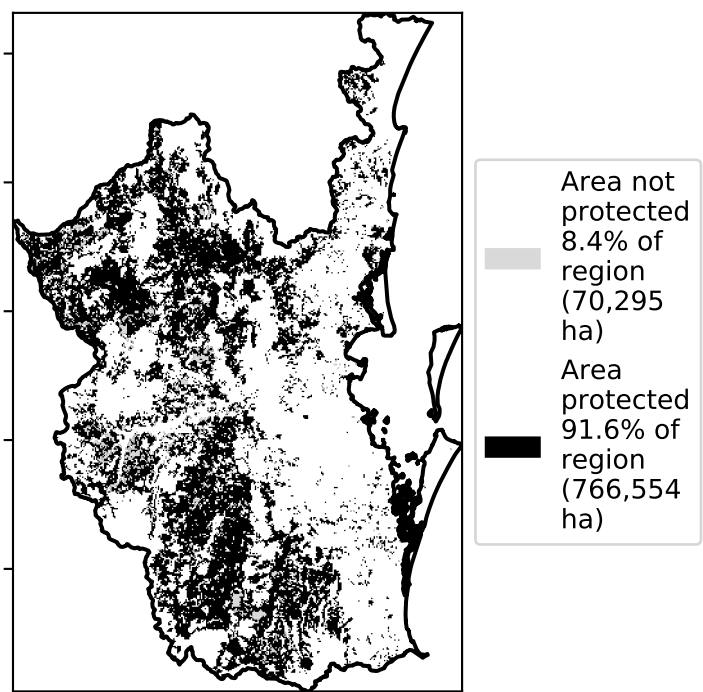 Area not
protected
8.4% of
region
(70,295
ha)
Area
protected
91.6% of
region
(766,554
ha)